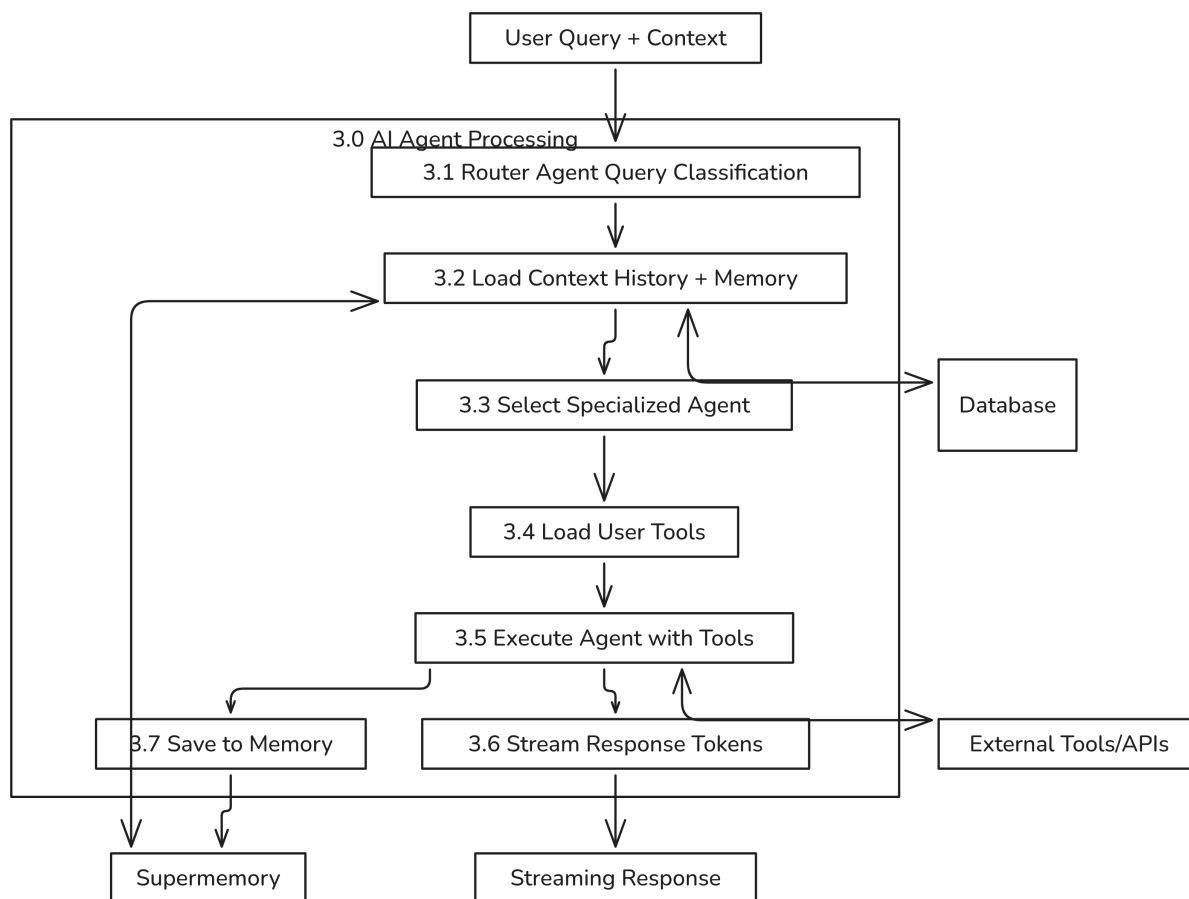 User Query + Context
3.0 AI Agent Processing
3.1 Router Agent Query Classification
3.2 Load Context History + Memory
3.3 Select Specialized Agent
Database
3.4 Load User Tools
3.5 Execute Agent with Tools
3.7 Save to Memory
3.6 Stream Response Tokens
External Tools/APIs
Supermemory
Streaming Response